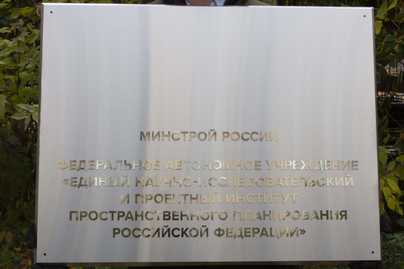 МИНСТРОЙ РОССИИ
ФЕДЕРАЛЬНОЕ АВТОНОМНОЕ УЧРЕЖДЕНИЕ
«ЕДИНЫЙ НАУЧНО-ИССЛЕДОВАТЕЛЬСКИЙ
И ПРОЕКТНЫЙ ИНСТИТУТ
ПРОСТРАНСТВЕННОГО ПЛАНИРОВАНИЯ
РОССИЙСКОЙ ФЕДЕРАЦИИ»